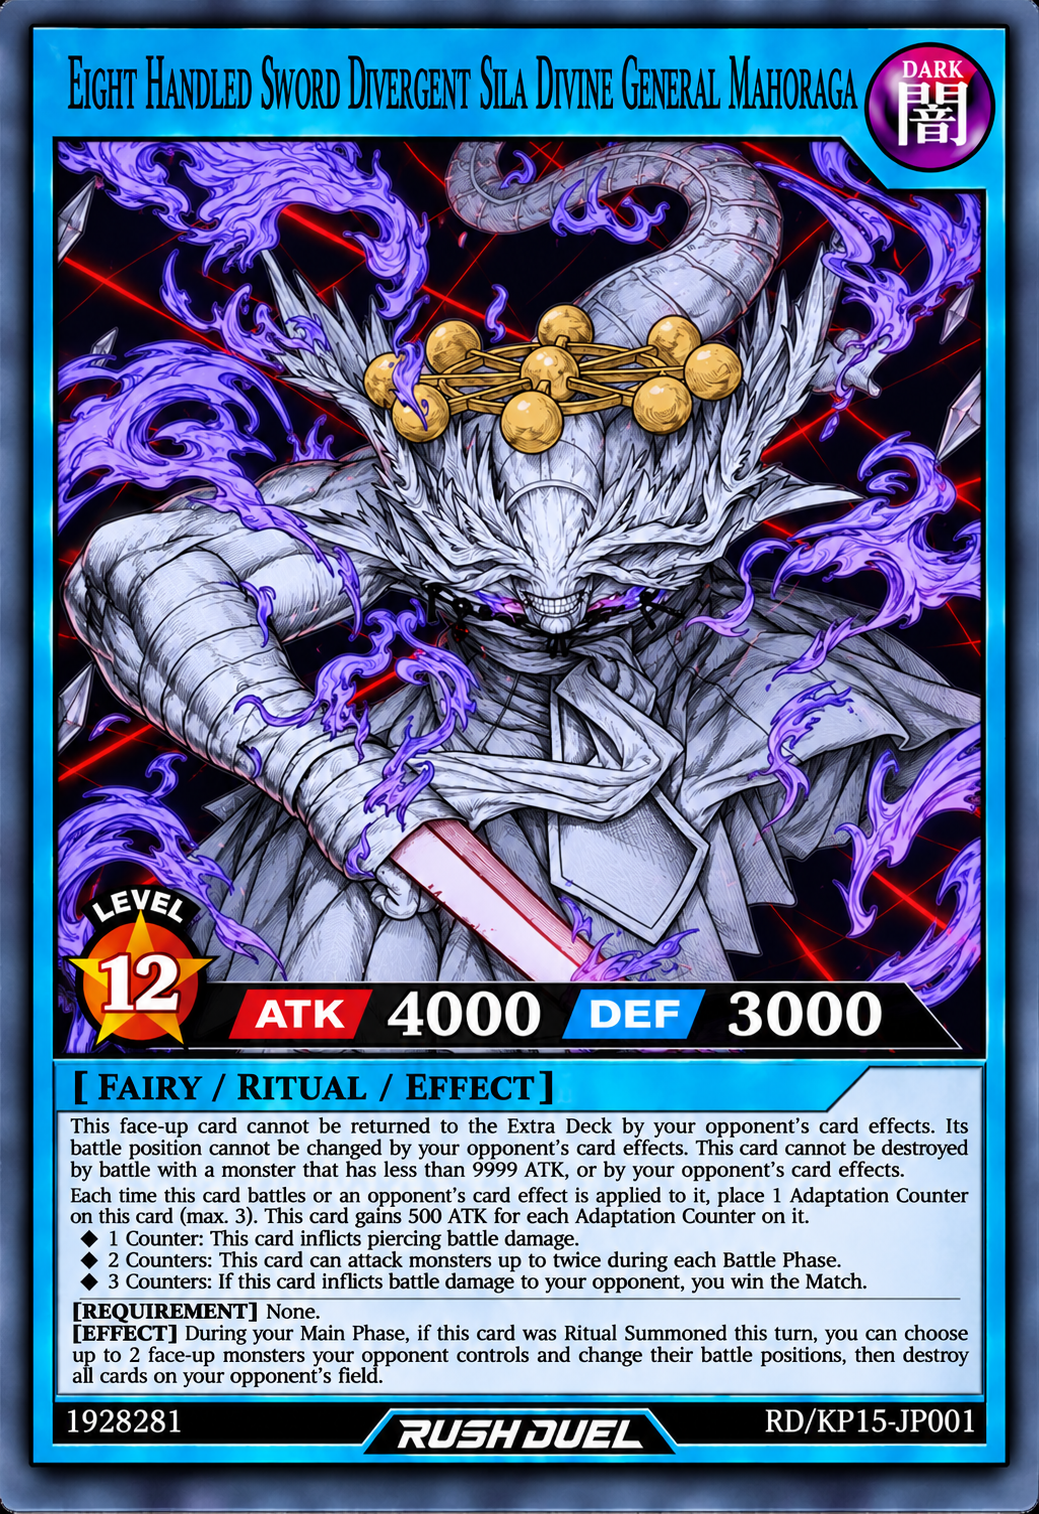 Eight Handled Sword Divergent Sila Divine General Mahoraga
DARK
闇
LEVEL
12
ATK 4000 DEF 3000
[ Fairy / Ritual / Effect ]
This face-up card cannot be returned to the Extra Deck by your opponent's card effects. Its
battle position cannot be changed by your opponent's card effects. This card cannot be destroyed
by battle with a monster that has less than 9999 ATK, or by your opponent's card effects.
Each time this card battles or an opponent's card effect is applied to it, place 1 Adaptation Counter
on this card (max. 3). This card gains 500 ATK for each Adaptation Counter on it.
◆ 1 Counter: This card inflicts piercing battle damage.
◆ 2 Counters: This card can attack monsters up to twice during each Battle Phase.
◆ 3 Counters: If this card inflicts battle damage to your opponent, you win the Match.
[REQUIREMENT] None.
[EFFECT] During your Main Phase, if this card was Ritual Summoned this turn, you can choose
up to 2 face-up monsters your opponent controls and change their battle positions, then destroy
all cards on your opponent's field.
1928281
RUSH DUEL
RD/KP15-JP001